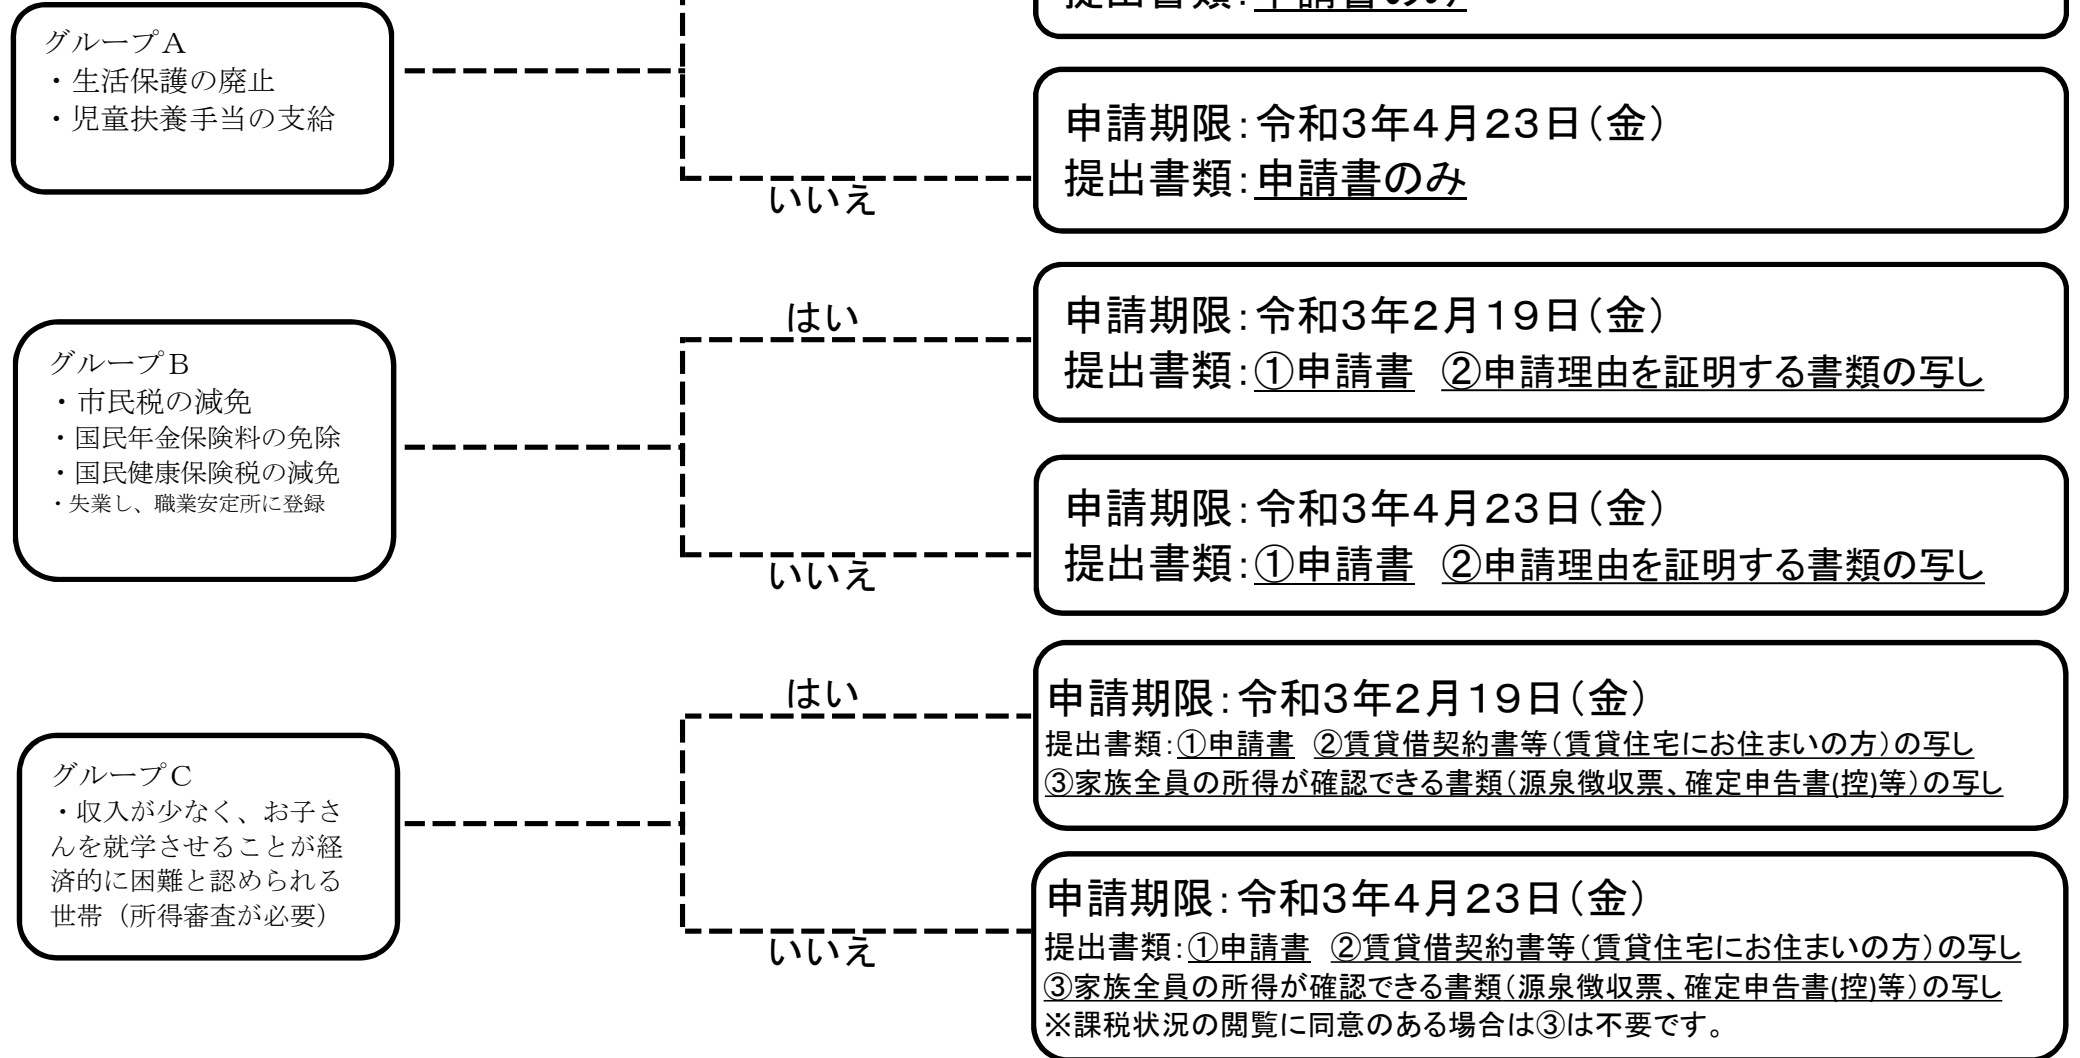 提出書類：申請書のみ
グループＡ
・生活保護の廃止
・児童扶養手当の支給
申請期限：令和３年４月２３日（金）
提出書類：申請書のみ
いいえ
グループＢ
・市民税の減免
・国民年金保険料の免除
・国民健康保険税の減免
・失業し、職業安定所に登録
はい
申請期限：令和３年２月１９日（金）
提出書類：①申請書　②申請理由を証明する書類の写し
いいえ
申請期限：令和３年４月２３日（金）
提出書類：①申請書　②申請理由を証明する書類の写し
グループＣ
・収入が少なく、お子さ
んを就学させることが経
済的に困難と認められる
世帯（所得審査が必要）
はい
申請期限：令和３年２月１９日（金）
提出書類：①申請書　②賃貸借契約書等（賃貸住宅にお住まいの方）の写し
③家族全員の所得が確認できる書類（源泉徴収票、確定申告書(控)等）の写し
いいえ
申請期限：令和３年４月２３日（金）
提出書類：①申請書　②賃貸借契約書等（賃貸住宅にお住まいの方）の写し
③家族全員の所得が確認できる書類（源泉徴収票、確定申告書(控)等）の写し
※課税状況の閲覧に同意のある場合は③は不要です。